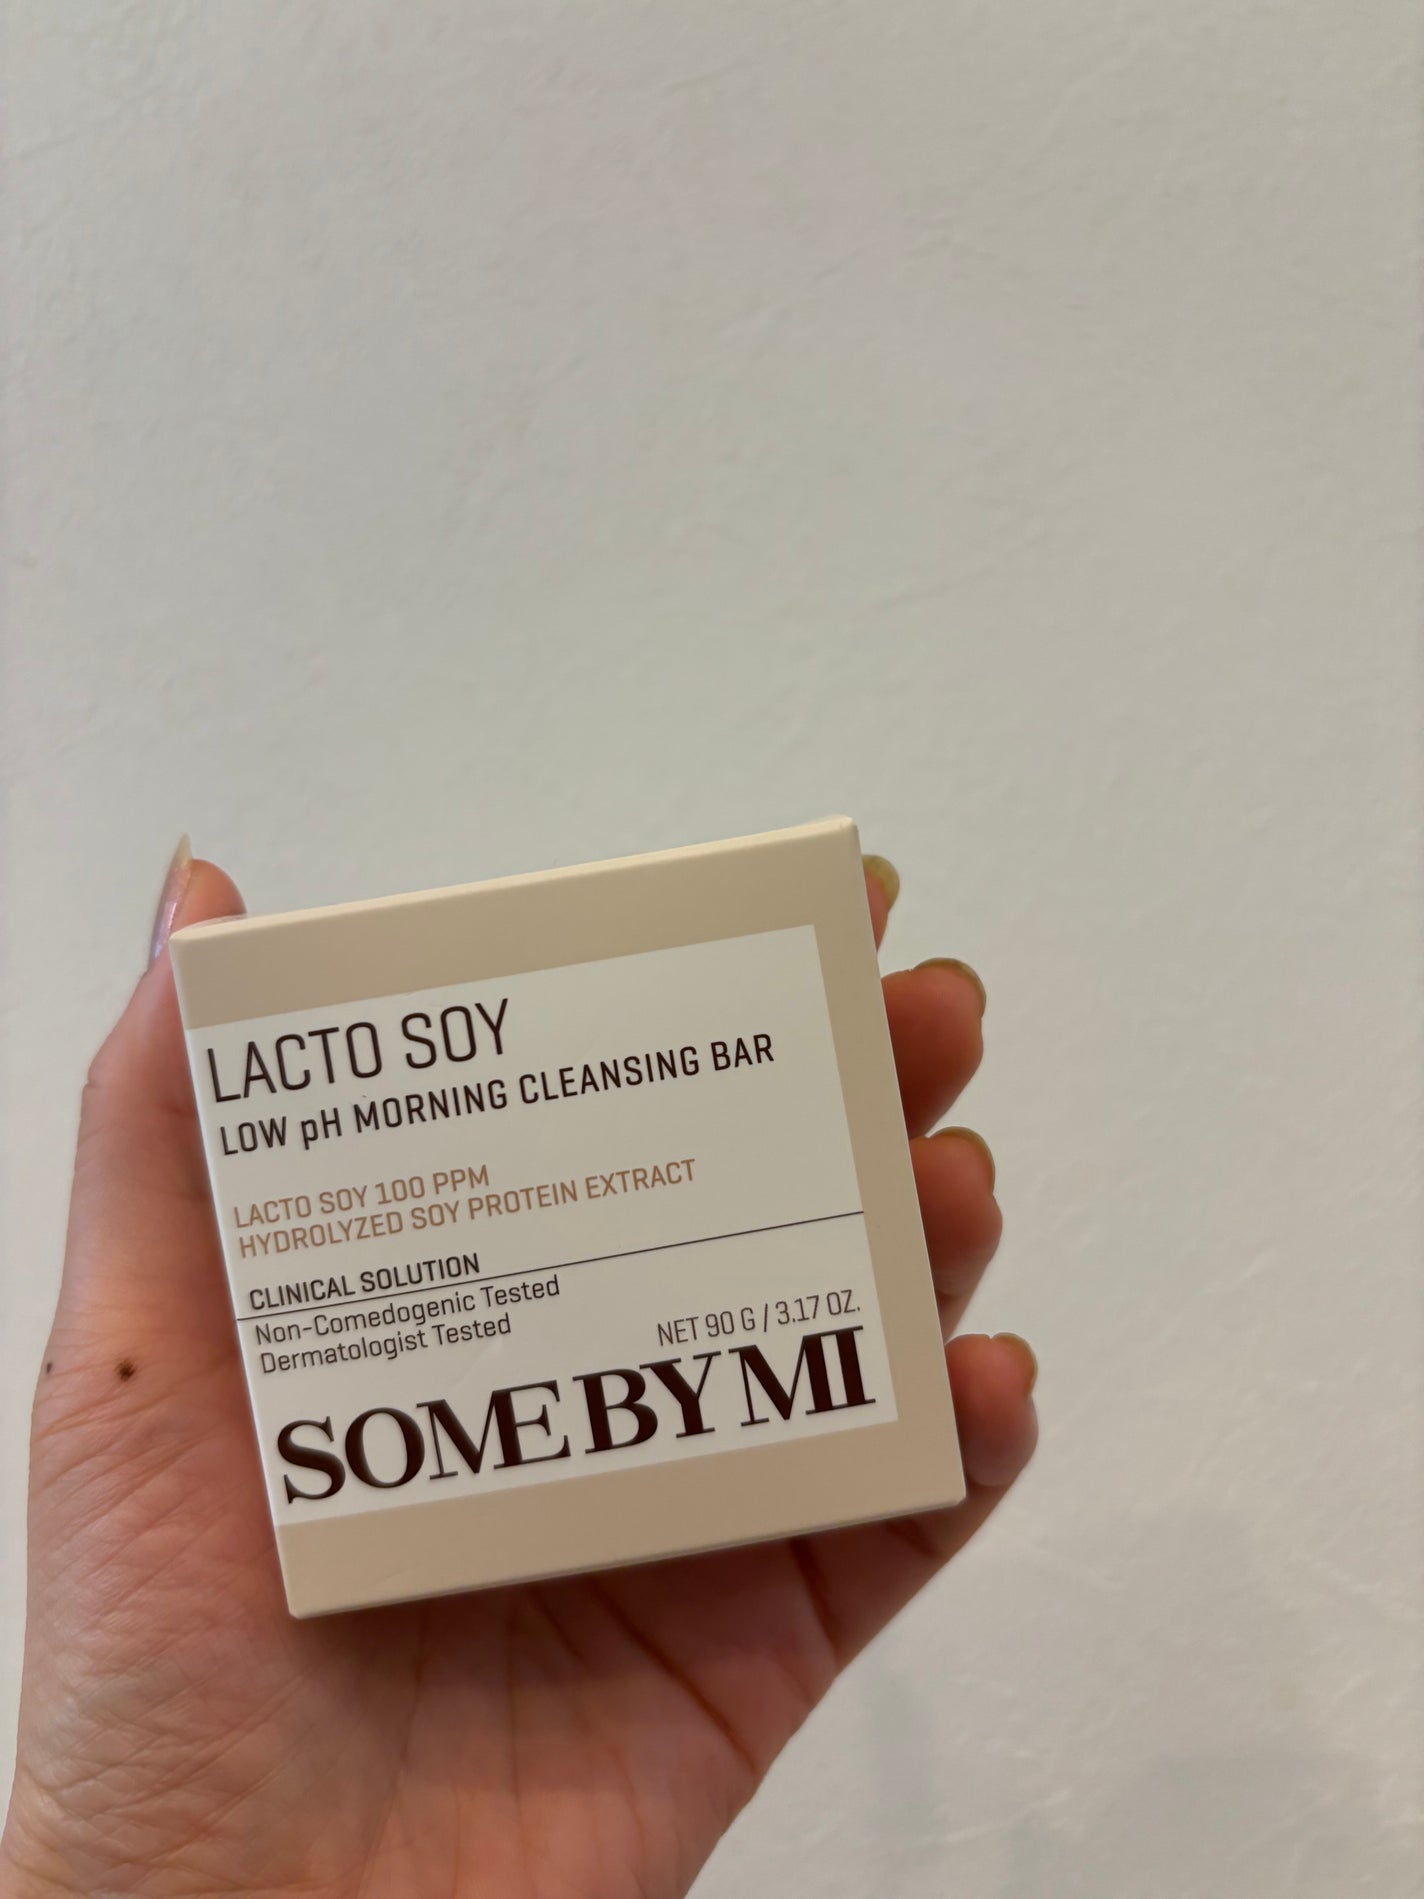 LACTO SOY
LOW pH MORNING CLEANSING BAR
LACTO SOY 100 PPM
HYDROLYZED SOY PROTEIN EXTRACT
CLINICAL SOLUTION
Non-Comedogenic Tested
Dermatologist Tested
NET 90 G / 3.17 OZ.
SOME BY MI